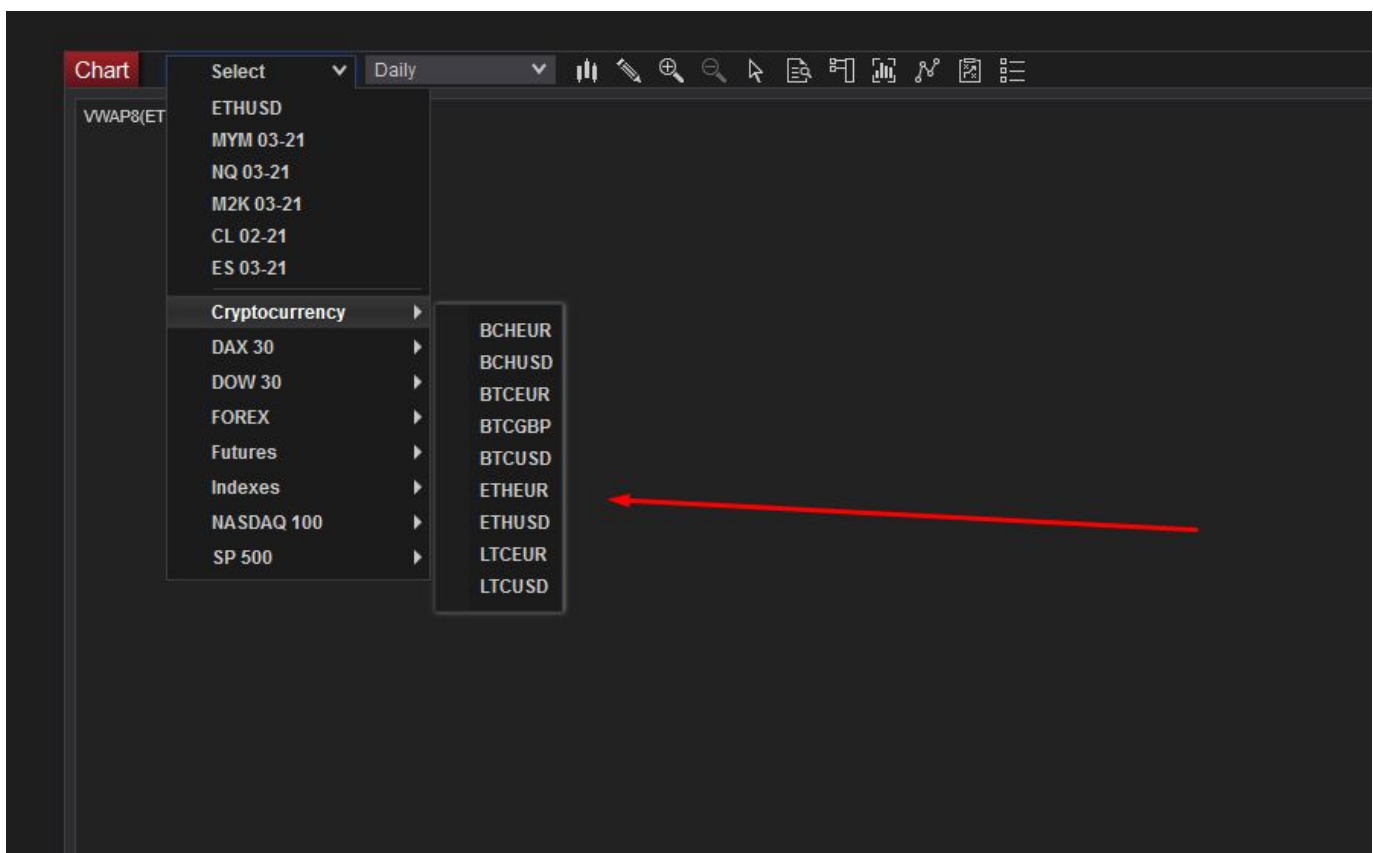 Chart Select Daily
VWAP8(ET
ETHUSD
MYM 03-21
NQ 03-21
M2K 03-21
CL 02-21
ES 03-21
Cryptocurrency
DAX 30
DOW 30
FOREX
Futures
Indexes
NASDAQ 100
SP 500
BCHEUR
BCHUSD
BTCEUR
BTCGBP
BTCUSD
ETHEUR
ETHUSD
LTCEUR
LTCUSD